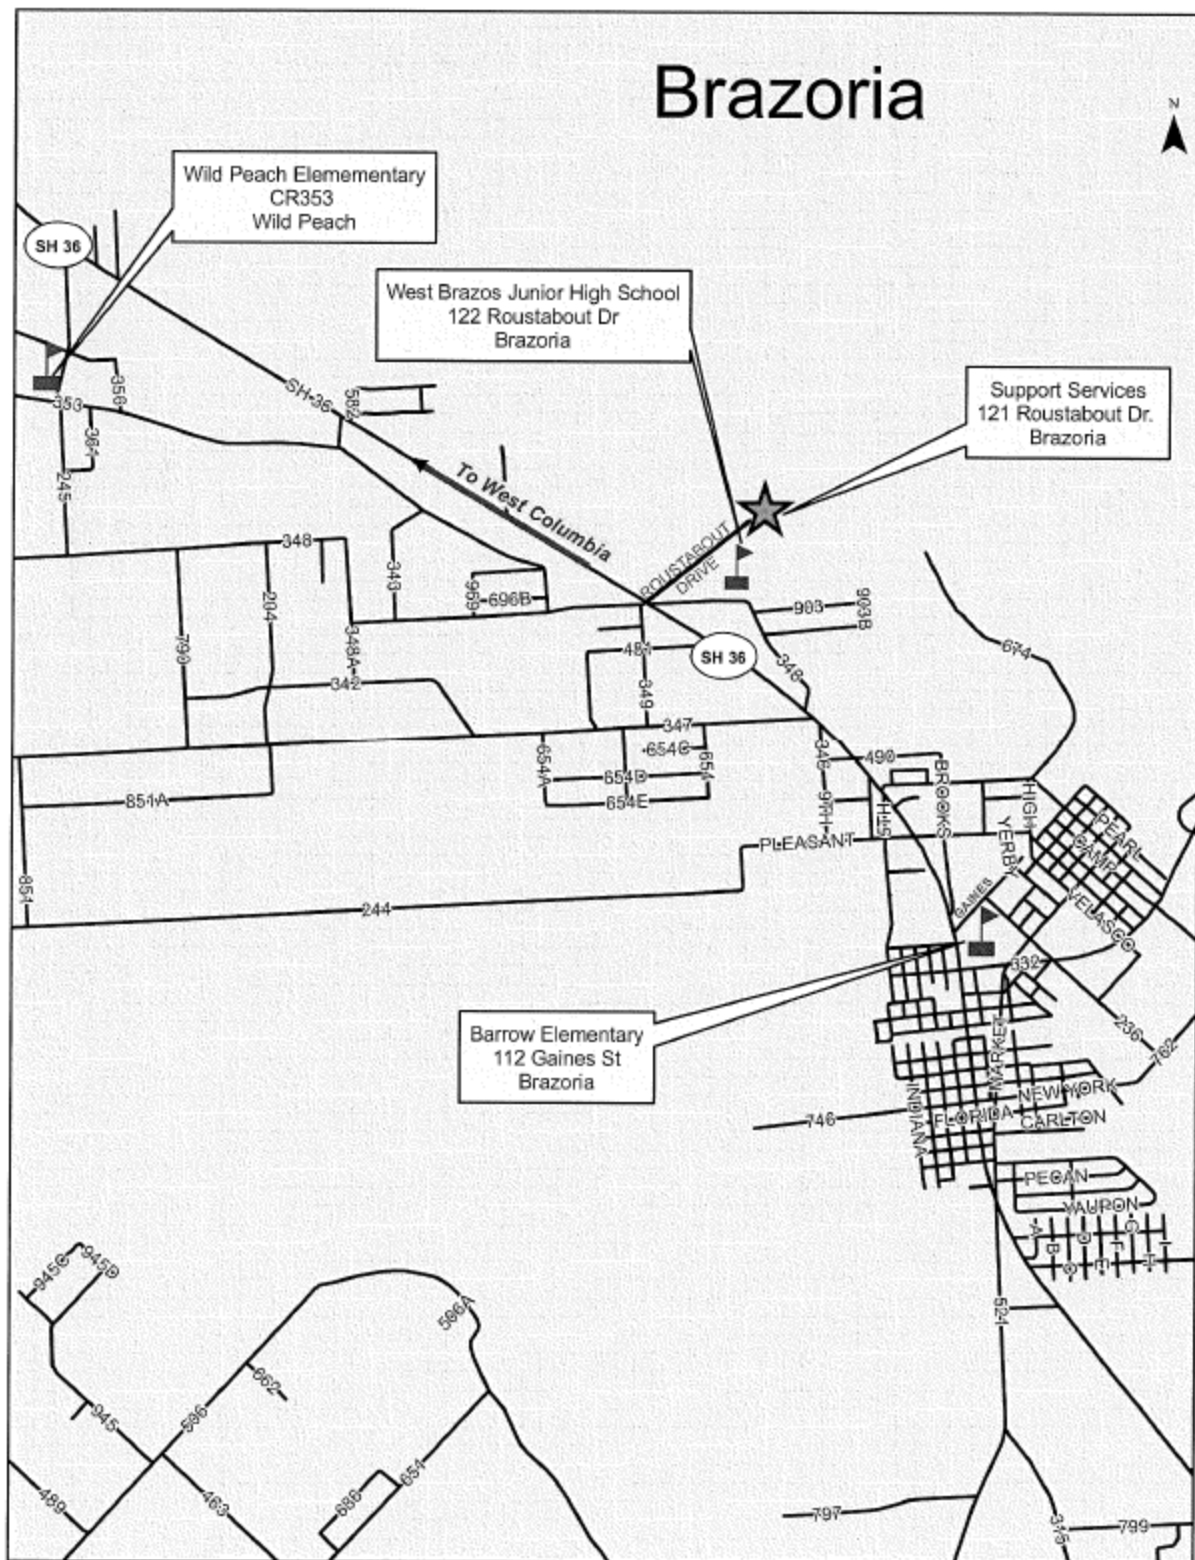 Brazoria
N
Wild Peach Elemementary
CR353
Wild Peach
SH 36
West Brazos Junior High School
122 Roustabout Dr
Brazoria
Support Services
121 Roustabout Dr.
Brazoria
356
353
364
245
SH 36
582
To West Columbia
ROUSTABOUT
DRIVE
348
343
969
696B
204
790
348A
342
903
903B
481
SH 36
348
349
674
347
654C
654A
654D
654
654E
348
490
BROOKS
HIGH
851A
851
9TH
5TH
PLEASANT
YERBY
PEARL
CAMP
GAINES
VELASCO
244
332
Barrow Elementary
112 Gaines St
Brazoria
236
762
MARKET
INDIANA
NEW YORK
FLORIDA
CARLTON
746
PECAN
YAUPON
A
B
C
D
E
F
G
H
I
521
945C
945D
506A
662
945
506
489
463
686
654
797
315
799